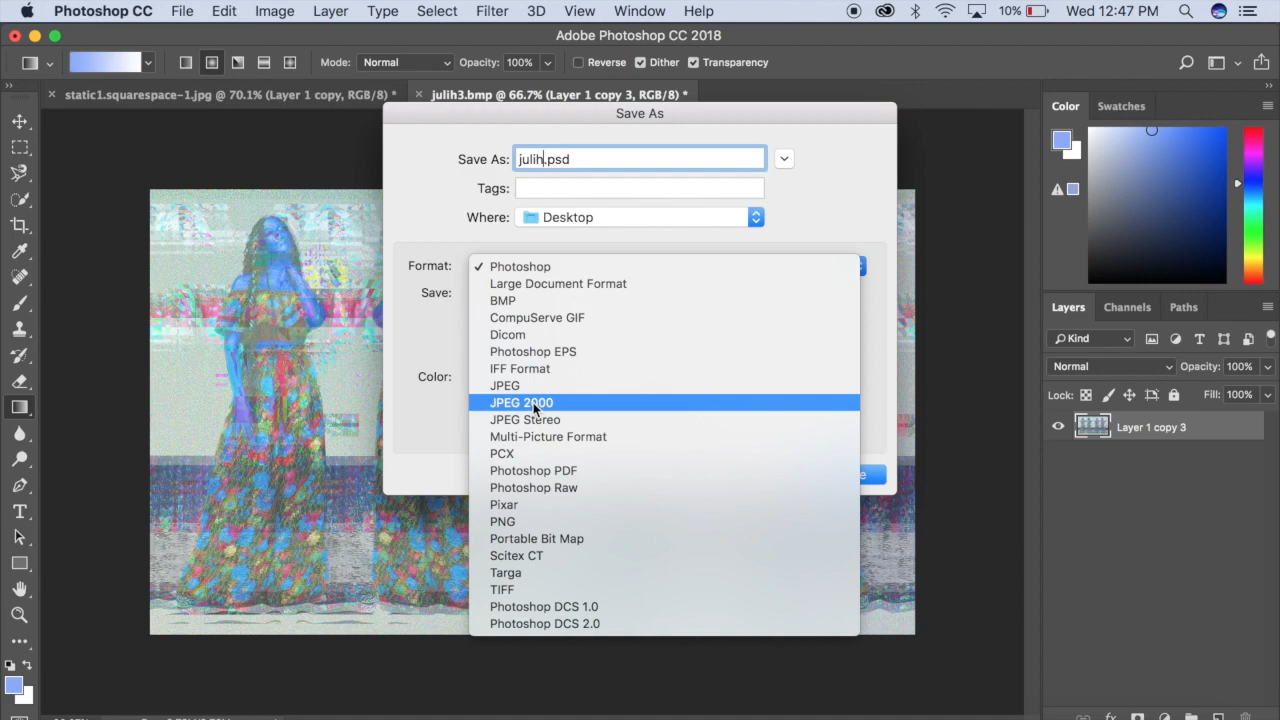 Photoshop CC File Edit Image Layer Type Select Filter 3D View Window Help 10% Wed 12:47 PM
Adobe Photoshop CC 2018
Mode: Normal Opacity: 100% Reverse Dither Transparency
static1.squarespace-1.jpg @ 70.1% (Layer 1 copy, RGB/8) * julih3.bmp @ 66.7% (Layer 1 copy 3, RGB/8) *
Save As
Save As: julih.psd
Tags:
Where: Desktop
Format: Photoshop
Save:
Large Document Format
BMP
CompuServe GIF
Dicom
Photoshop EPS
IFF Format
Color:
JPEG
JPEG 2000
JPEG Stereo
Multi-Picture Format
PCX
Photoshop PDF
Photoshop Raw
Pixar
PNG
Portable Bit Map
Scitex CT
Targa
TIFF
Photoshop DCS 1.0
Photoshop DCS 2.0
Color Swatches
Layers Channels Paths
Kind
Normal Opacity: 100%
Lock: Fill: 100%
Layer 1 copy 3